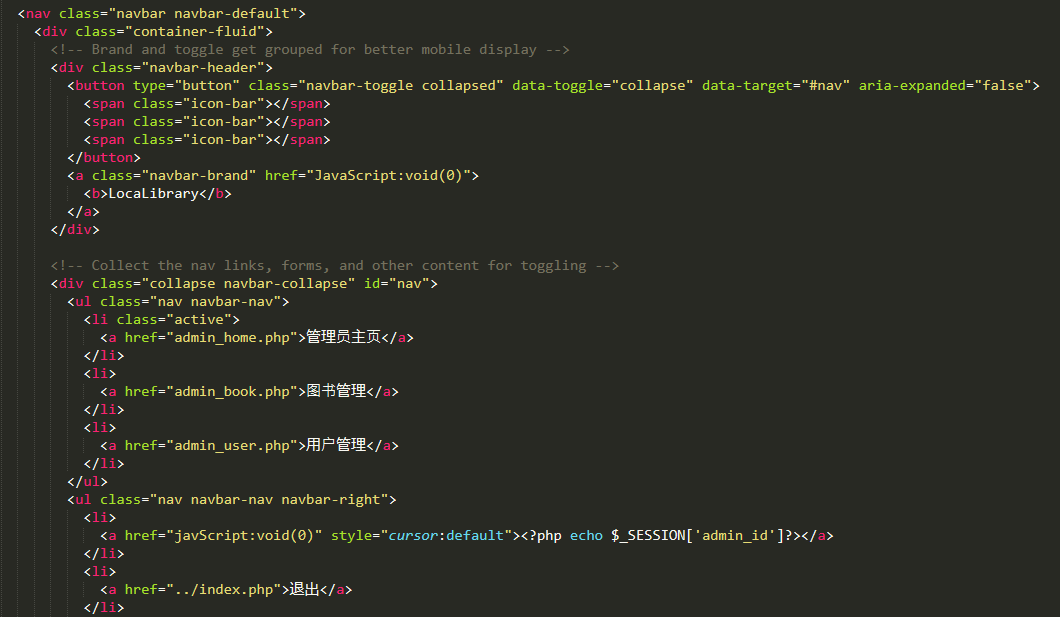 <nav class="navbar navbar-default">
<div class="container-fluid">
<!-- Brand and toggle get grouped for better mobile display -->
<div class="navbar-header">
<button type="button" class="navbar-toggle collapsed" data-toggle="collapse" data-target="#nav" aria-expanded="false">
<span class="icon-bar"></span>
<span class="icon-bar"></span>
<span class="icon-bar"></span>
</button>
<a class="navbar-brand" href="JavaScript:void(0)">
<b>LocaLibrary</b>
</a>
</div>
<!-- Collect the nav links, forms, and other content for toggling -->
<div class="collapse navbar-collapse" id="nav">
<ul class="nav navbar-nav">
<li class="active">
<a href="admin_home.php">管理员主页</a>
</li>
<li>
<a href="admin_book.php">图书管理</a>
</li>
<li>
<a href="admin_user.php">用户管理</a>
</li>
</ul>
<ul class="nav navbar-nav navbar-right">
<li>
<a href="javScript:void(0)" style="cursor:default"><?php echo $_SESSION['admin_id']?></a>
</li>
<li>
<a href="../index.php">退出</a>
</li>